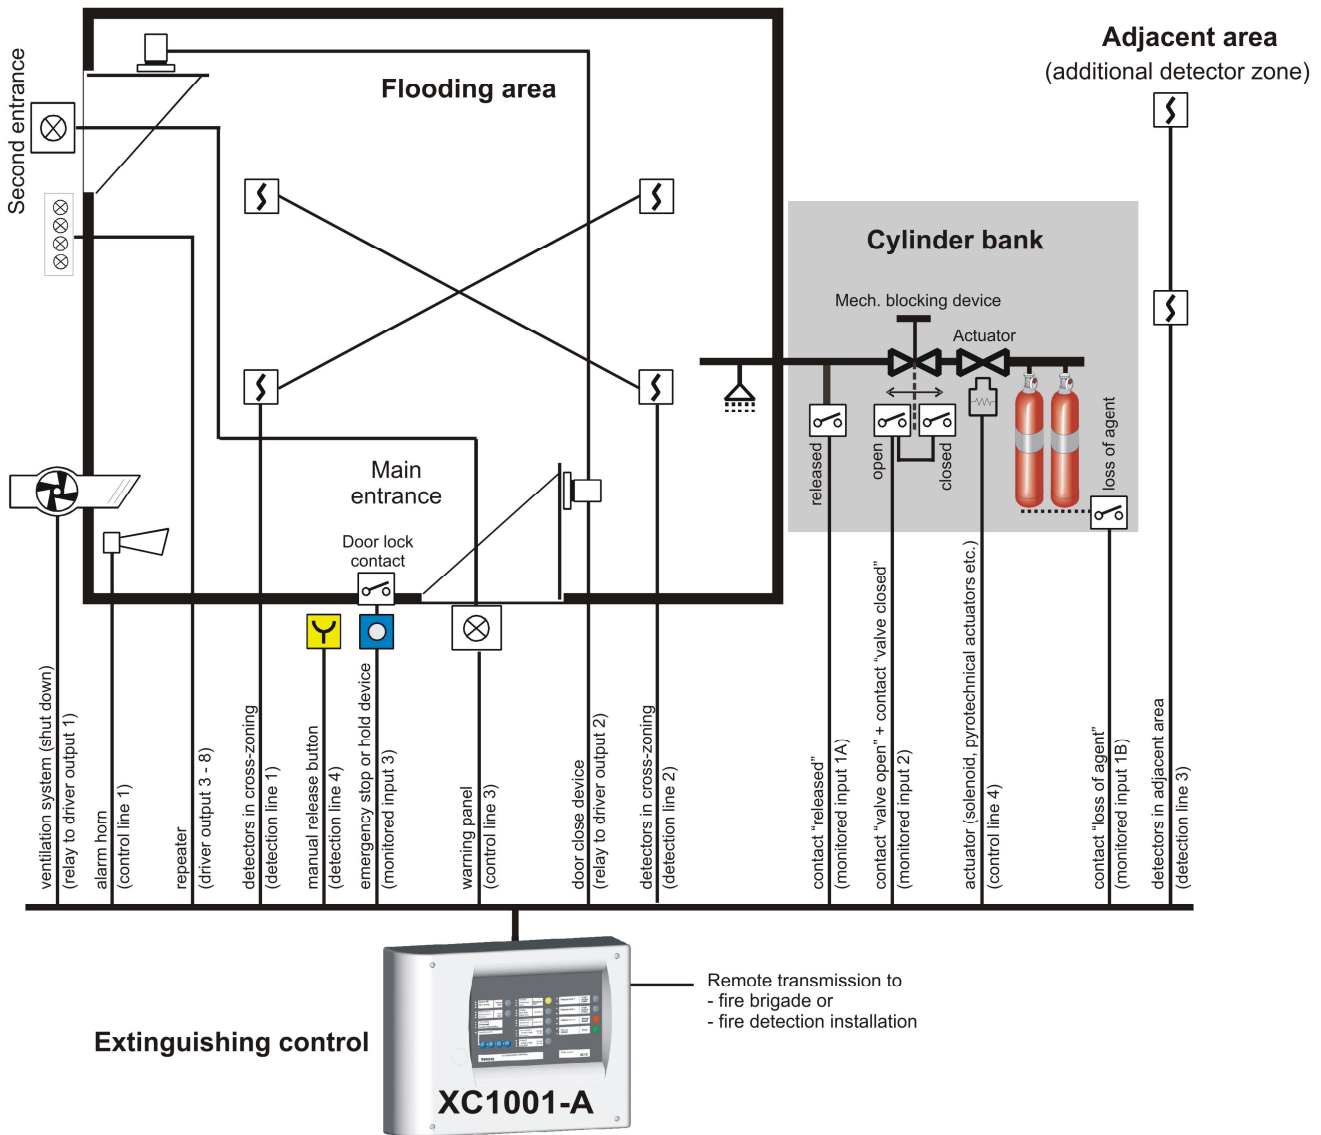 Adjacent area
(additional detector zone)
Second entrance
Flooding area
Cylinder bank
Mech. blocking device
Actuator
released
open
closed
loss of agent
Main
entrance
Door lock
contact
ventilation system (shut down)
(relay to driver output 1)
alarm horn
(control line 1)
repeater
(driver output 3 - 8)
detectors in cross-zoning
(detection line 1)
manual release button
(detection line 4)
emergency stop or hold device
(monitored input 3)
warning panel
(control line 3)
door close device
(relay to driver output 2)
detectors in cross-zoning
(detection line 2)
contact “released”
(monitored input 1A)
contact “valve open” + contact “valve closed”
(monitored input 2)
actuator (solenoid, pyrotechnical actuators etc.)
(control line 4)
contact “loss of agent”
(monitored input 1B)
detectors in adjacent area
(detection line 3)
Remote transmission to
- fire brigade or
- fire detection installation
Extinguishing control
XC1001-A